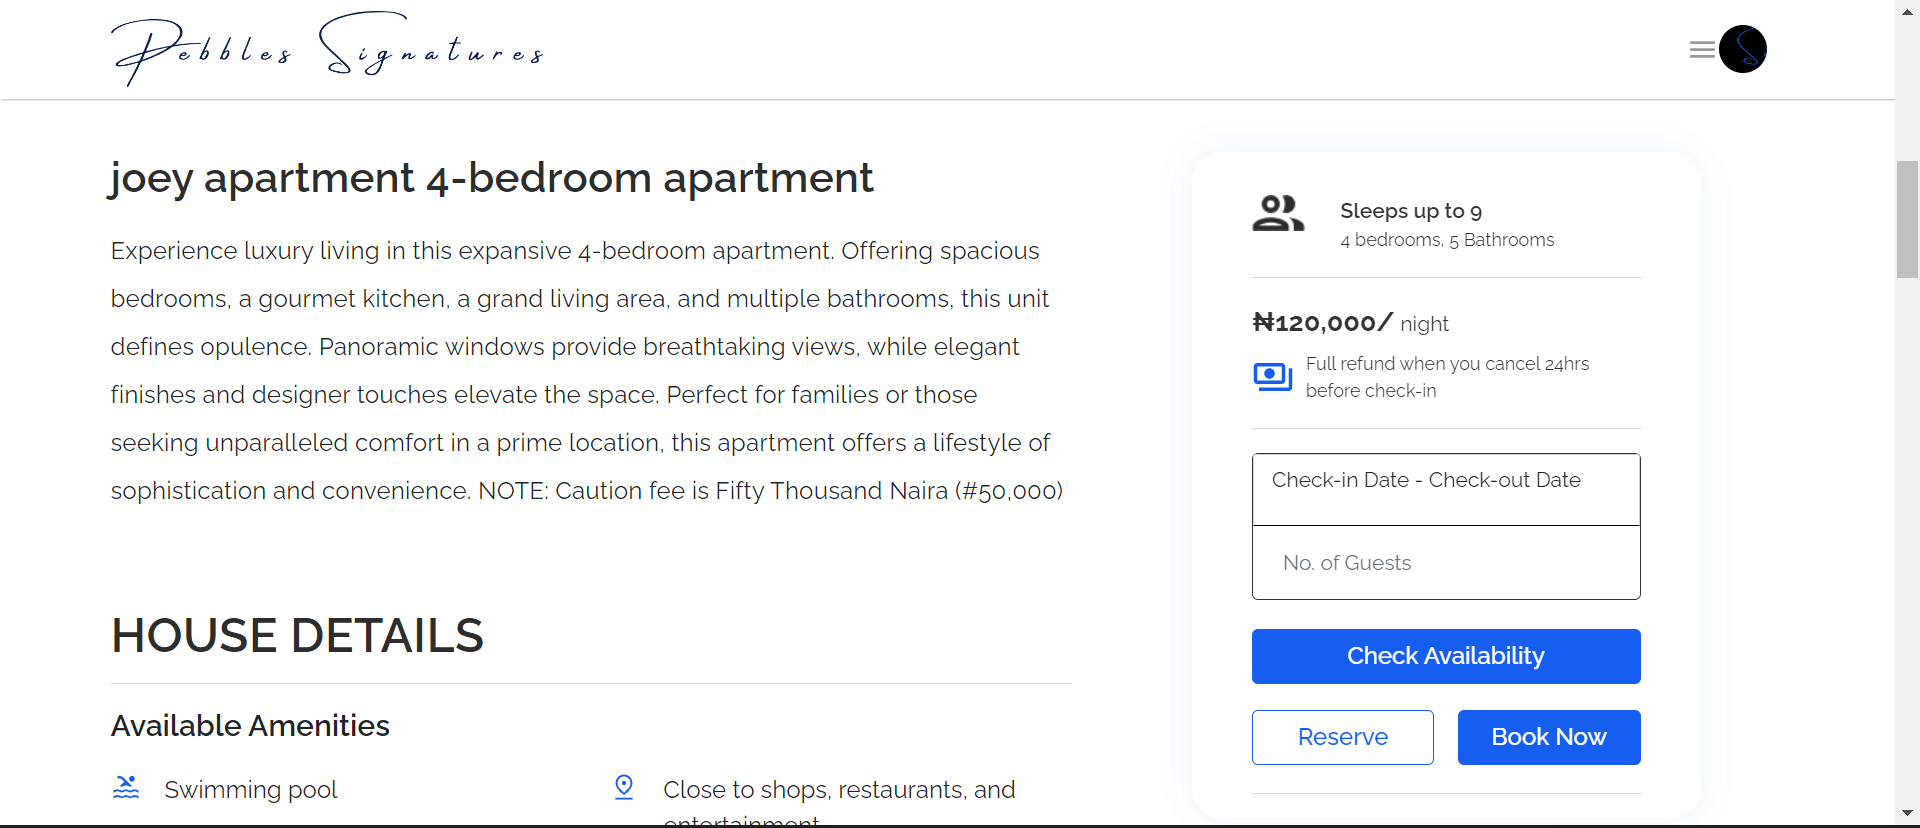 Pebbles Signatures
joey apartment 4-bedroom apartment
Experience luxury living in this expansive 4-bedroom apartment. Offering spacious
bedrooms, a gourmet kitchen, a grand living area, and multiple bathrooms, this unit
defines opulence. Panoramic windows provide breathtaking views, while elegant
finishes and designer touches elevate the space. Perfect for families or those
seeking unparalleled comfort in a prime location, this apartment offers a lifestyle of
sophistication and convenience. NOTE: Caution fee is Fifty Thousand Naira (#50,000)
HOUSE DETAILS
Available Amenities
Swimming pool
Close to shops, restaurants, and
entertainment
Sleeps up to 9
4 bedrooms, 5 Bathrooms
₦120,000/ night
Full refund when you cancel 24hrs
before check-in
Check-in Date - Check-out Date
No. of Guests
Check Availability
Reserve
Book Now